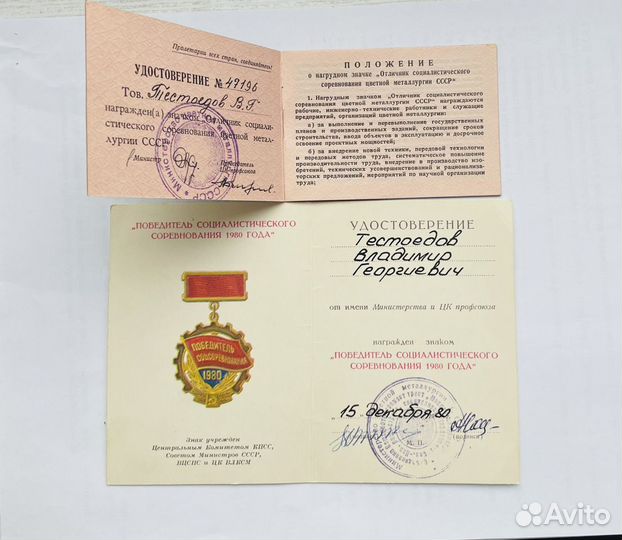 Пролетарии всех стран, соединяйтесь!
УДОСТОВЕРЕНИЕ № 47196
Тов. Тестоедов В.Г
награжден(а) значком „Отличник социали-
стического соревнования цветной метал-
лургии СССР“
Министр
Председатель
ЦК профсоюза
ПОЛОЖЕНИЕ
о нагрудном значке „Отличник социалистического
соревнования цветной металлургии СССР“
1. Нагрудным значком „Отличник социалистического
соревнования цветной металлургии СССР“ награждаются
рабочие, инженерно-технические работники и служащие
предприятий, организаций цветной металлургии:
а) за выполнение и перевыполнение государственных
планов и производственных заданий, сокращение сроков
строительства, ввода объектов в эксплуатацию и досрочное
освоение проектных мощностей;
б) за внедрение новой техники, передовой технологии
и передовых методов труда, систематическое повышение
производительности труда, внедрение в производство изо-
бретений, технических усовершенствований и рационализа-
торских предложений, мероприятий по научной организации
труда;
„ПОБЕДИТЕЛЬ СОЦИАЛИСТИЧЕСКОГО
СОРЕВНОВАНИЯ 1980 ГОДА“
ПОБЕДИТЕЛЬ
СОЦСОРЕВНОВАНИЯ
1980
Знак учрежден
Центральным Комитетом КПСС,
Советом Министров СССР,
ВЦСПС и ЦК ВЛКСМ
УДОСТОВЕРЕНИЕ
Тестоедов
Владимир
Георгиевич
от имени Министерства и ЦК профсоюза
награжден знаком
„ПОБЕДИТЕЛЬ СОЦИАЛИСТИЧЕСКОГО
СОРЕВНОВАНИЯ 1980 ГОДА“
15 декабря 80
М. П.
(подписи)
Avito